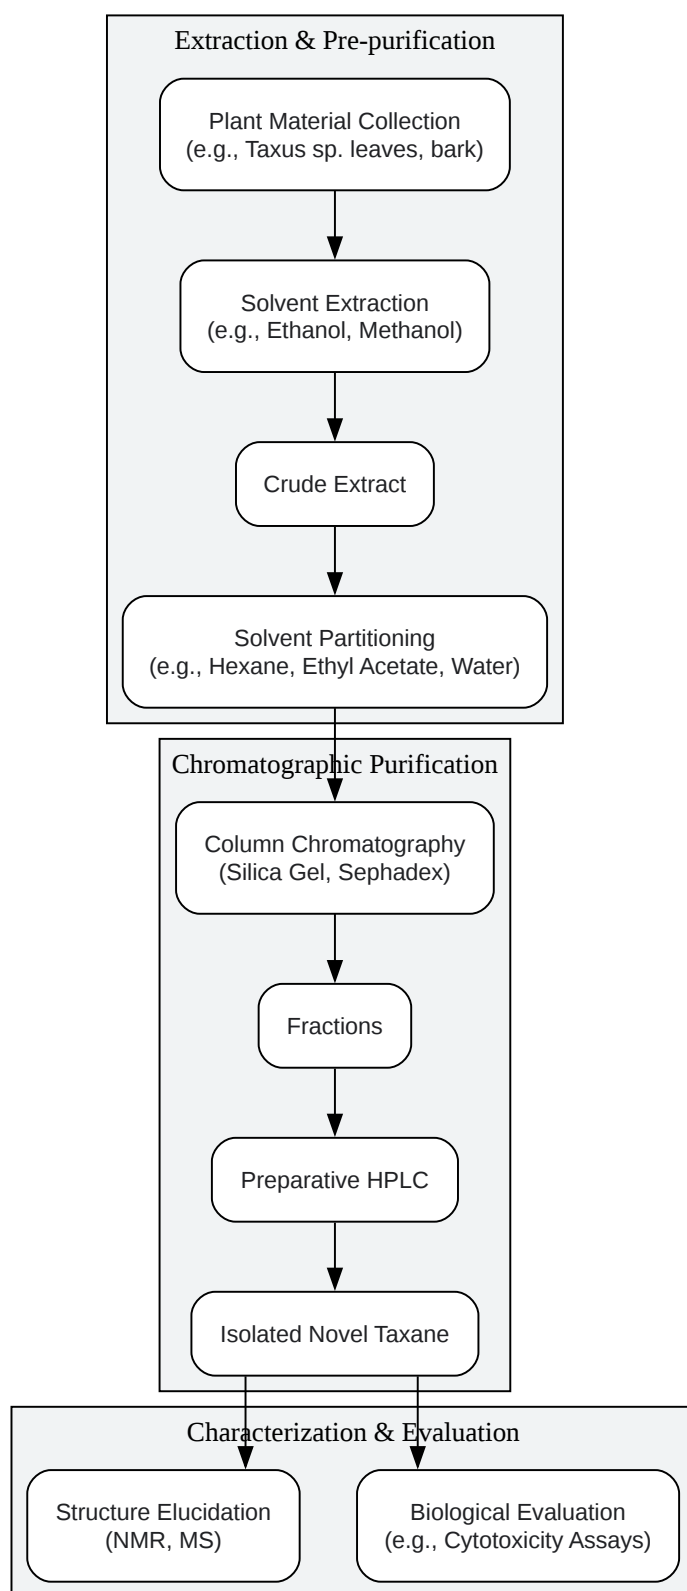 Extraction & Pre-purification
Plant Material Collection
(e.g., Taxus sp. leaves, bark)
Solvent Extraction
(e.g., Ethanol, Methanol)
Crude Extract
Solvent Partitioning
(e.g., Hexane, Ethyl Acetate, Water)
Chromatographic Purification
Column Chromatography
(Silica Gel, Sephadex)
Fractions
Preparative HPLC
Isolated Novel Taxane
Characterization & Evaluation
Structure Elucidation
(NMR, MS)
Biological Evaluation
(e.g., Cytotoxicity Assays)